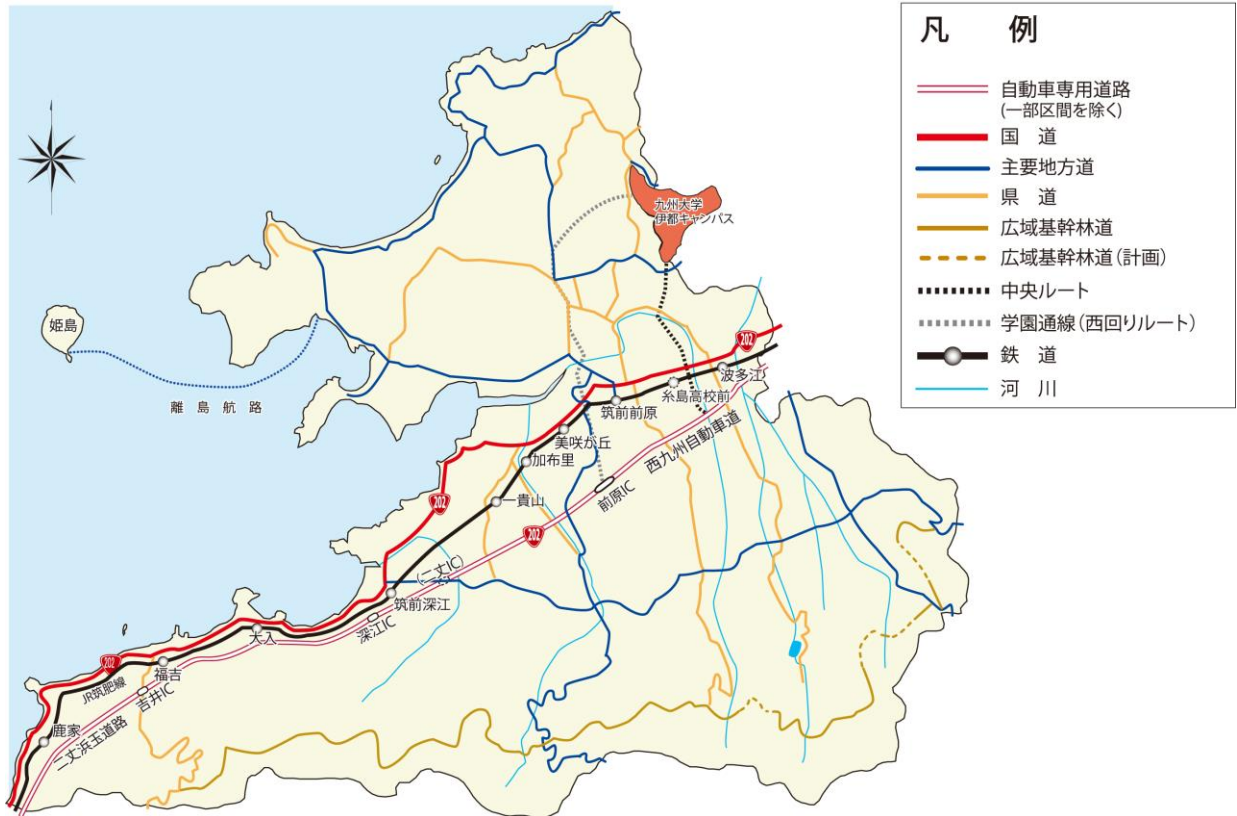 凡 例
自動車専用道路
(一部区間を除く)
国 道
主要地方道
県 道
広域基幹林道
広域基幹林道(計画)
中央ルート
学園通線(西回りルート)
鉄 道
河 川
九州大学
伊都キャンパス
姫島
離 島 航 路
202
波多江
糸島高校前
筑前前原
美咲が丘
加布里
西九州自動車道
前原IC
一貴山
202
202
(二丈IC)
筑前深江
深江IC
大入
202
福吉
JR筑肥線
吉井IC
鹿家
二丈浜玉道路